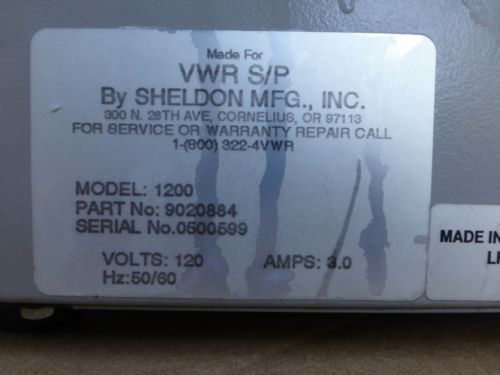 Made For
VWR S/P
By SHELDON MFG., INC.
300 N. 26TH AVE, CORNELIUS, OR 97113
FOR SERVICE OR WARRANTY REPAIR CALL
1-(800) 322-4VWR
MODEL: 1200
PART No: 9020884
SERIAL No.0500599
VOLTS: 120 AMPS: 3.0
Hz:50/60
MADE IN